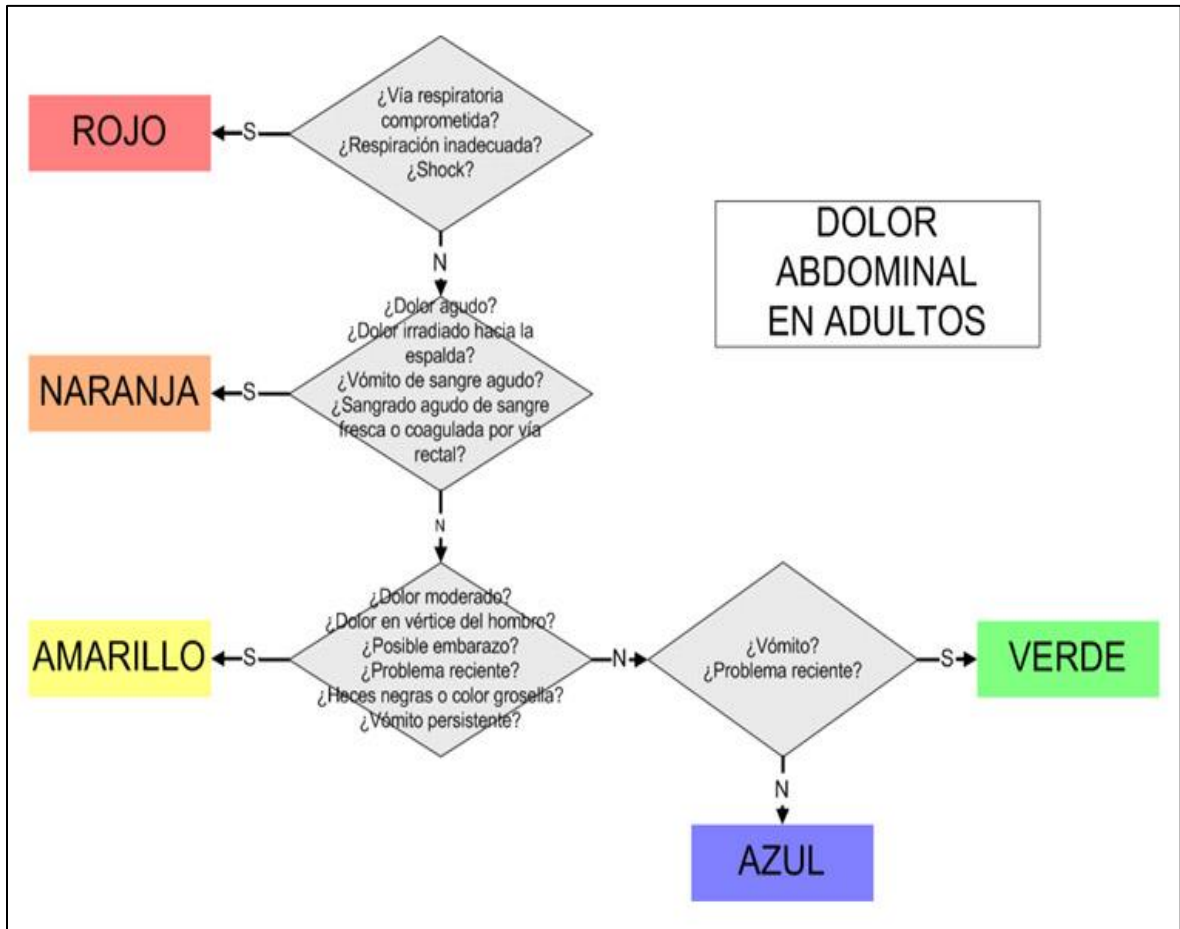 ¿Vía respiratoria
comprometida?
¿Respiración inadecuada?
¿Shock?
S
ROJO
DOLOR
ABDOMINAL
EN ADULTOS
N
¿Dolor agudo?
¿Dolor irradiado hacia la
espalda?
¿Vómito de sangre agudo?
¿Sangrado agudo de sangre
fresca o coagulada por vía
rectal?
S
NARANJA
N
¿Dolor moderado?
¿Dolor en vértice del hombro?
¿Posible embarazo?
¿Problema reciente?
¿Heces negras o color grosella?
¿Vómito persistente?
S
AMARILLO
N
¿Vómito?
¿Problema reciente?
S
VERDE
N
AZUL